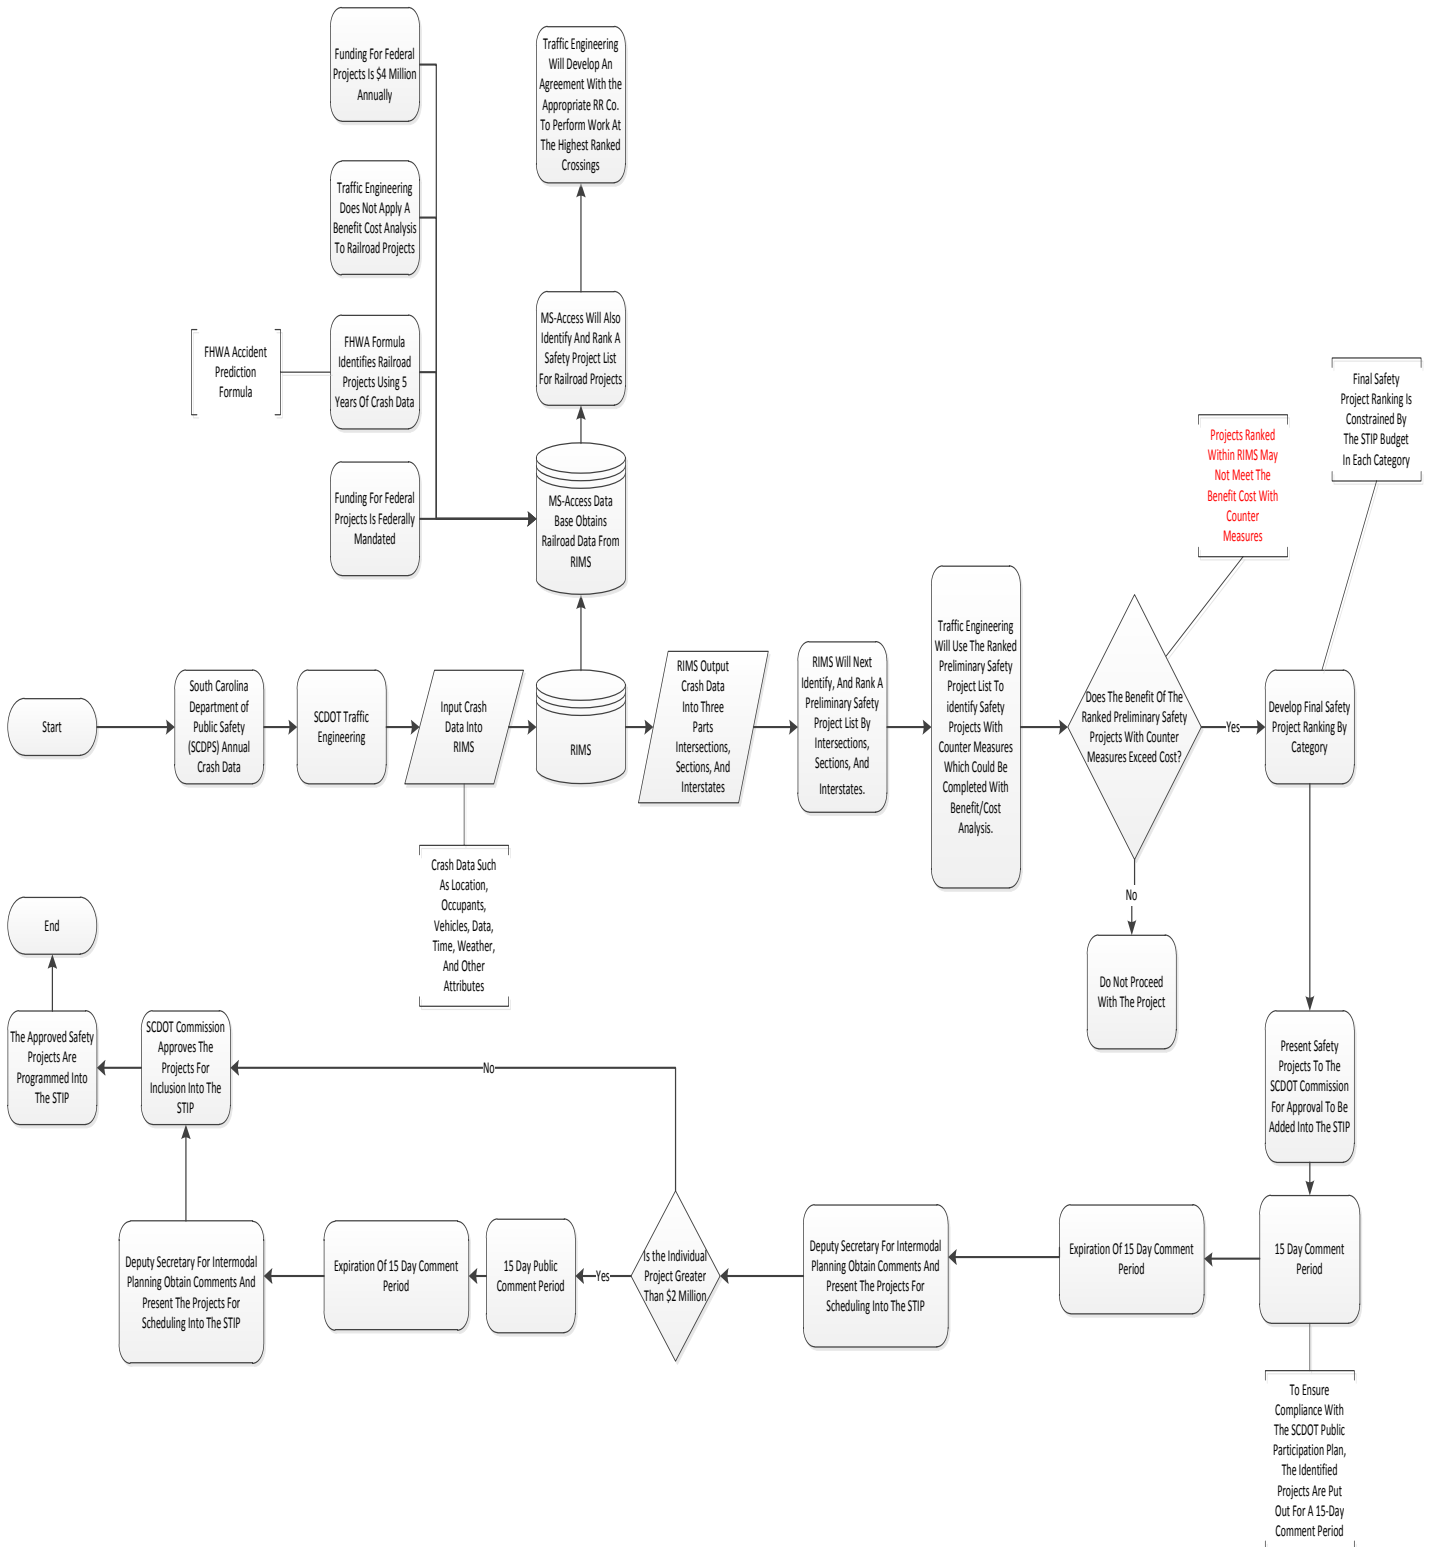 Funding For Federal
Projects Is $4 Million
Annually
Traffic Engineering
Will Develop An
Agreement With the
Appropriate RR Co.
To Perform Work At
The Highest Ranked
Crossings
Traffic Engineering
Does Not Apply A
Benefit Cost Analysis
To Railroad Projects
FHWA Accident
Prediction
Formula
FHWA Formula
Identifies Railroad
Projects Using 5
Years Of Crash Data
MS-Access Will Also
Identify And Rank A
Safety Project List
For Railroad Projects
Funding For Federal
Projects Is Federally
Mandated
MS-Access Data
Base Obtains
Railroad Data From
RIMS
Projects Ranked
Within RIMS May
Not Meet The
Benefit Cost With
Counter
Measures
Final Safety
Project Ranking Is
Constrained By
The STIP Budget
In Each Category
Start
South Carolina
Department of
Public Safety
(SCDPS) Annual
Crash Data
SCDOT Traffic
Engineering
Input Crash
Data Into
RIMS
RIMS
RIMS Output
Crash Data
Into Three
Parts
Intersections,
Sections, And
Interstates
RIMS Will Next
Identify, And Rank A
Preliminary Safety
Project List By
Intersections,
Sections, And
Interstates.
Traffic Engineering
Will Use The Ranked
Preliminary Safety
Project List To
identify Safety
Projects With
Counter Measures
Which Could Be
Completed With
Benefit/Cost
Analysis.
Does The Benefit Of The
Ranked Preliminary Safety
Projects With Counter
Measures Exceed Cost?
Yes
Develop Final Safety
Project Ranking By
Category
No
Do Not Proceed
With The Project
Crash Data Such
As Location,
Occupants,
Vehicles, Data,
Time, Weather,
And Other
Attributes
End
The Approved Safety
Projects Are
Programmed Into
The STIP
SCDOT Commission
Approves The
Projects For
Inclusion Into The
STIP
No
Present Safety
Projects To The
SCDOT Commission
For Approval To Be
Added Into The STIP
Deputy Secretary For Intermodal
Planning Obtain Comments And
Present The Projects For
Scheduling Into The STIP
Expiration Of 15 Day Comment
Period
15 Day Public
Comment Period
Yes
Is the Individual
Project Greater
Than $2 Million
Deputy Secretary For Intermodal
Planning Obtain Comments And
Present The Projects For
Scheduling Into The STIP
Expiration Of 15 Day Comment
Period
15 Day Comment
Period
To Ensure
Compliance With
The SCDOT Public
Participation Plan,
The Identified
Projects Are Put
Out For A 15-Day
Comment Period